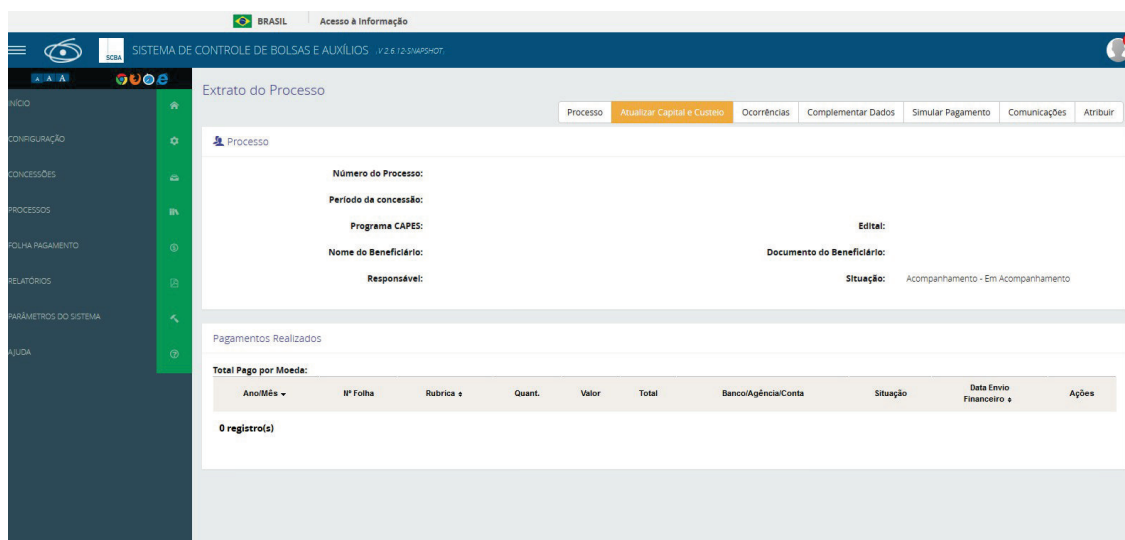 BRASIL Acesso à Informação
SCBA SISTEMA DE CONTROLE DE BOLSAS E AUXÍLIOS .V 2.6.12-SNAPSHOT.
A A A
INÍCIO
CONFIGURAÇÃO
CONCESSÕES
PROCESSOS
FOLHA PAGAMENTO
RELATÓRIOS
PARÂMETROS DO SISTEMA
AJUDA
Extrato do Processo
Processo Atualizar Capital e Custeio Ocorrências Complementar Dados Simular Pagamento Comunicações Atribuir
Processo
Número do Processo:
Período da concessão:
Programa CAPES: Edital:
Nome do Beneficiário: Documento do Beneficiário:
Responsável: Situação: Acompanhamento - Em Acompanhamento
Pagamentos Realizados
Total Pago por Moeda:
Ano/Mês Nº Folha Rubrica Quant. Valor Total Banco/Agência/Conta Situação Data Envio Financeiro Ações
0 registro(s)